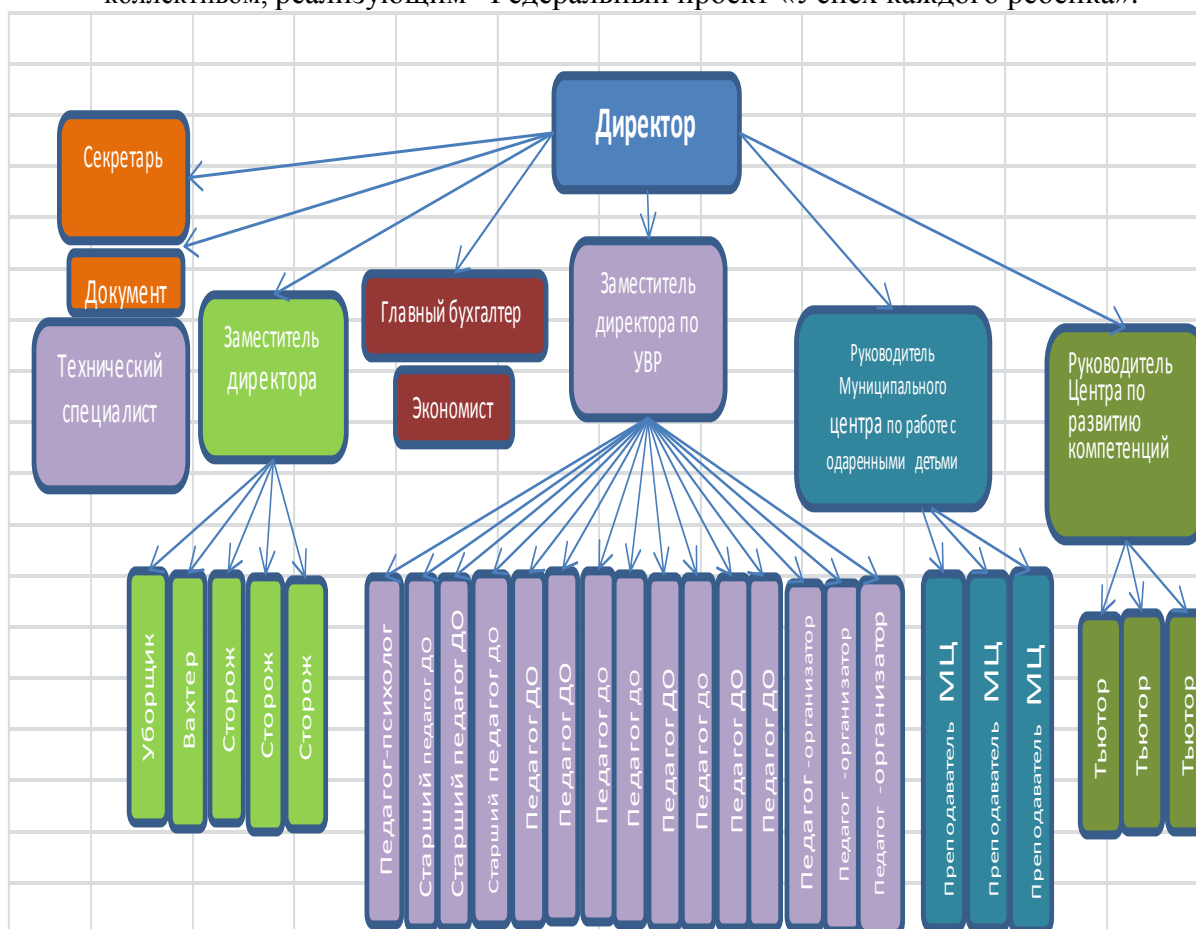 коллективом, реализующим Федеральный проект «Успех каждого ребенка».
Директор
Секретарь
Документ
Технический
специалист
Заместитель
директора
Главный бухгалтер
Экономист
Заместитель
директора по
УВР
Руководитель
Муниципального
центра по работе с
одаренными детьми
Руководитель
Центра по
развитию
компетенций
Уборщик
Вахтер
Сторож
Сторож
Сторож
Педагог-психолог
Старший педагог ДО
Старший педагог ДО
Старший педагог ДО
Педагог ДО
Педагог ДО
Педагог ДО
Педагог ДО
Педагог ДО
Педагог ДО
Педагог ДО
Педагог ДО
Педагог -организатор
Педагог -организатор
Педагог -организатор
Преподаватель МЦ
Преподаватель МЦ
Преподаватель МЦ
Тьютор
Тьютор
Тьютор